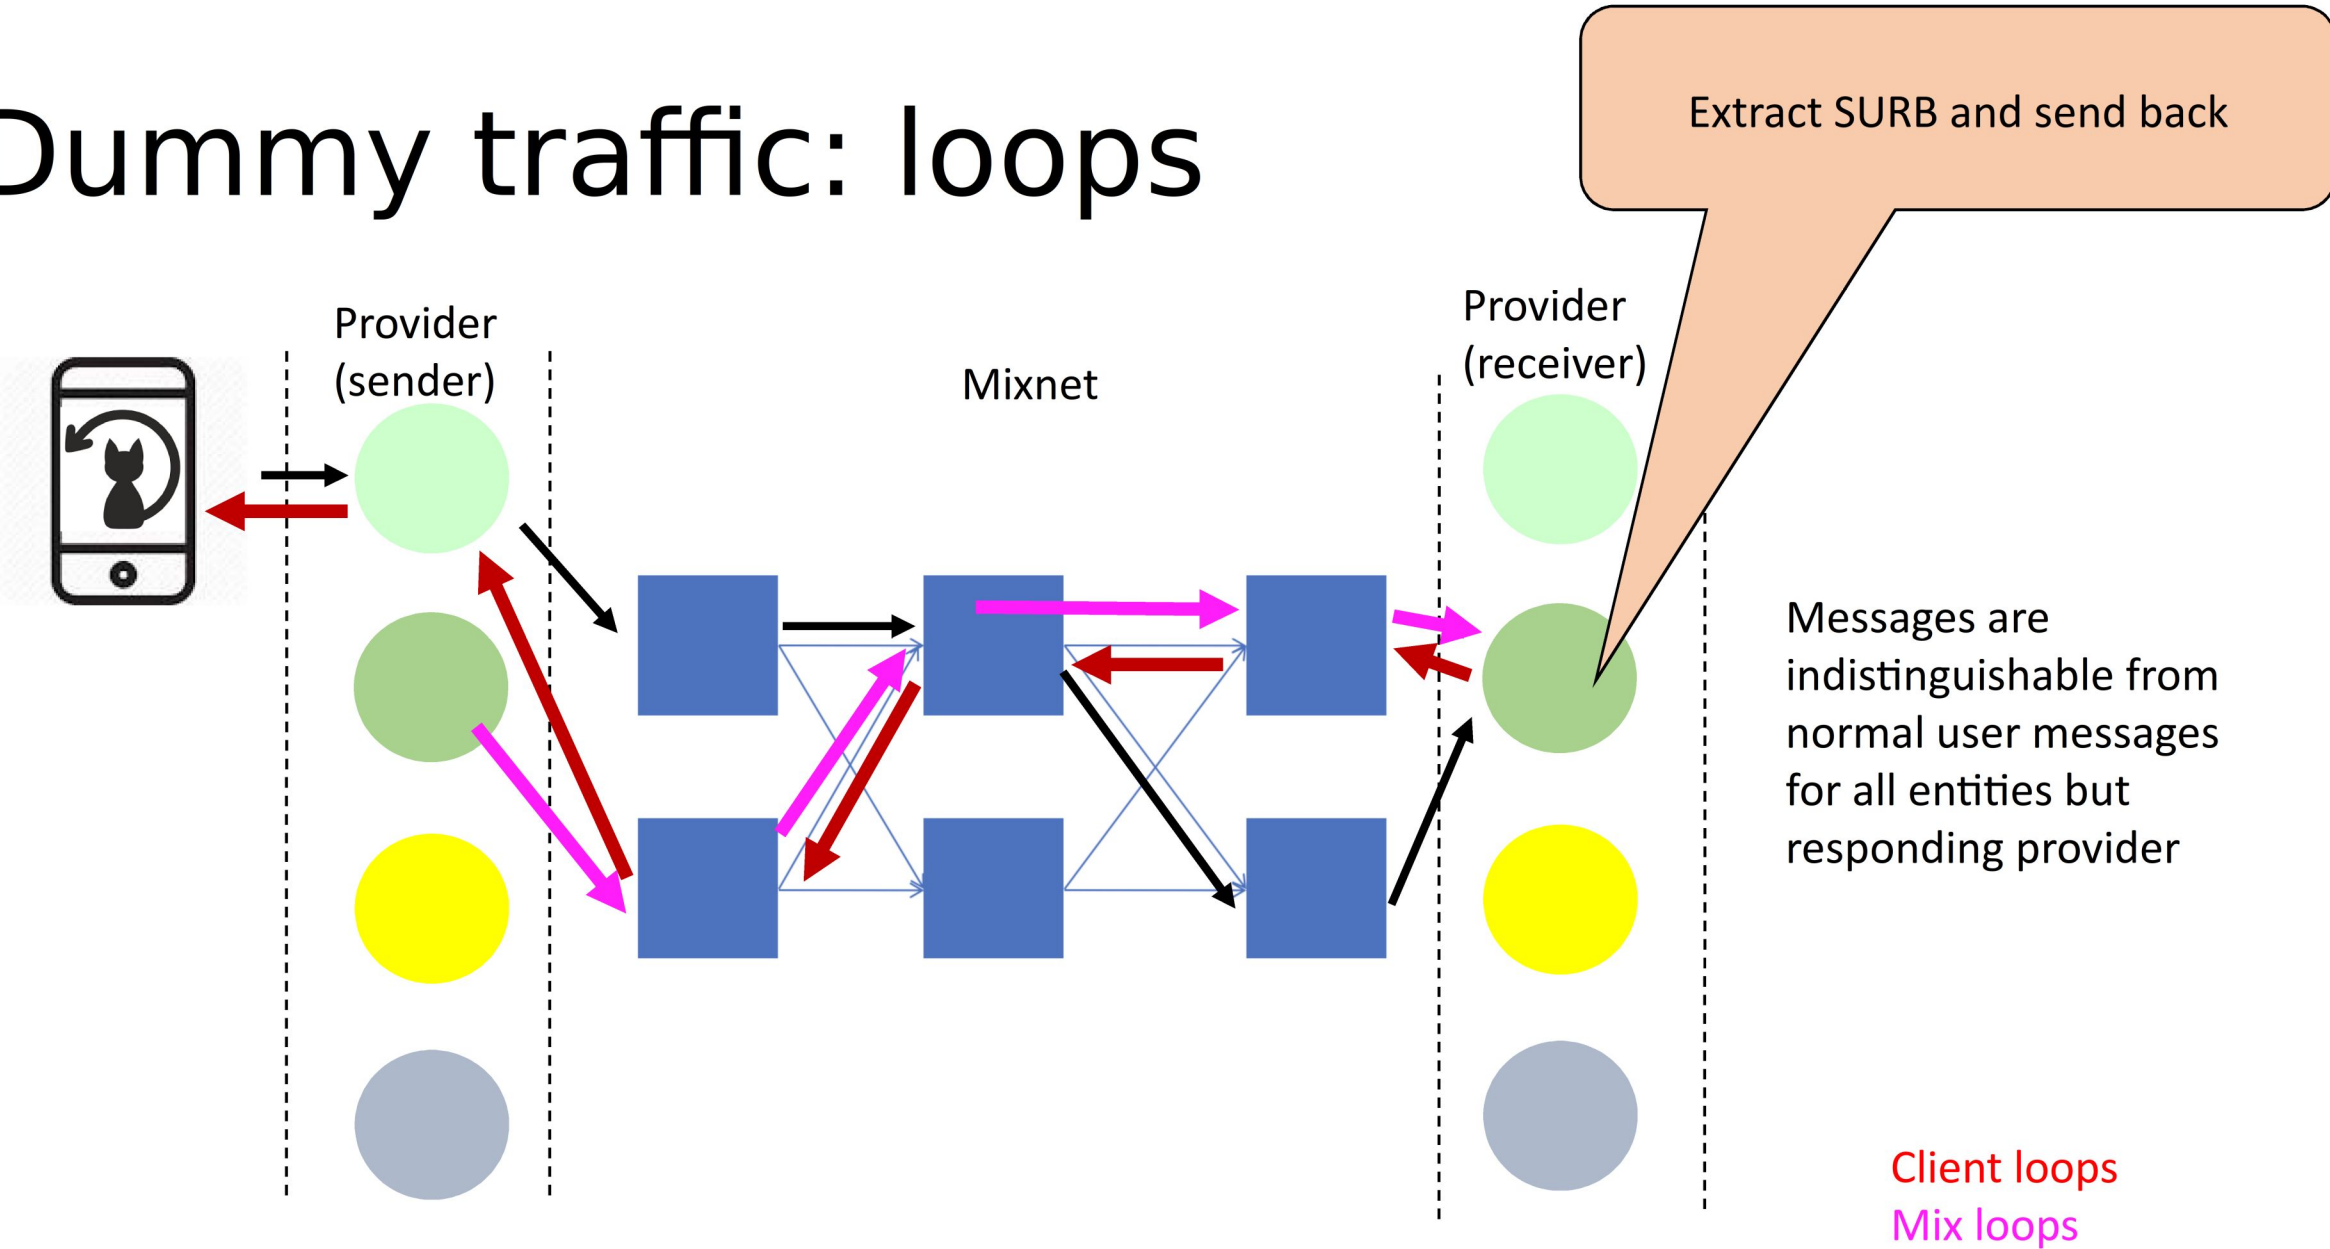 Dummy traffic: loops
Extract SURB and send back
Provider
(sender)
Mixnet
Provider
(receiver)
Messages are
indistinguishable from
normal user messages
for all entities but
responding provider
Client loops
Mix loops